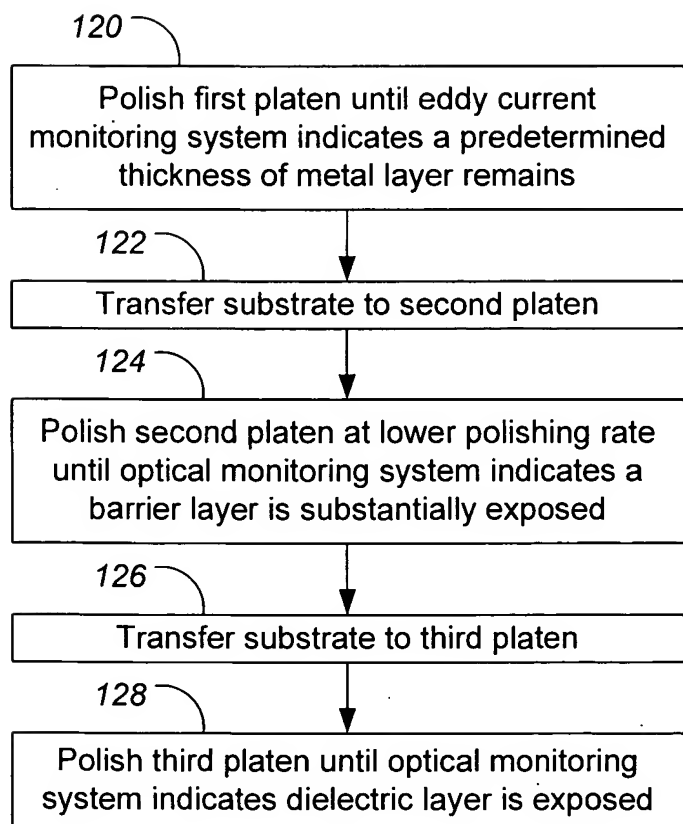 120
Polish first platen until eddy current
monitoring system indicates a predetermined
thickness of metal layer remains
122
Transfer substrate to second platen
124
Polish second platen at lower polishing rate
until optical monitoring system indicates a
barrier layer is substantially exposed
126
Transfer substrate to third platen
128
Polish third platen until optical monitoring
system indicates dielectric layer is exposed